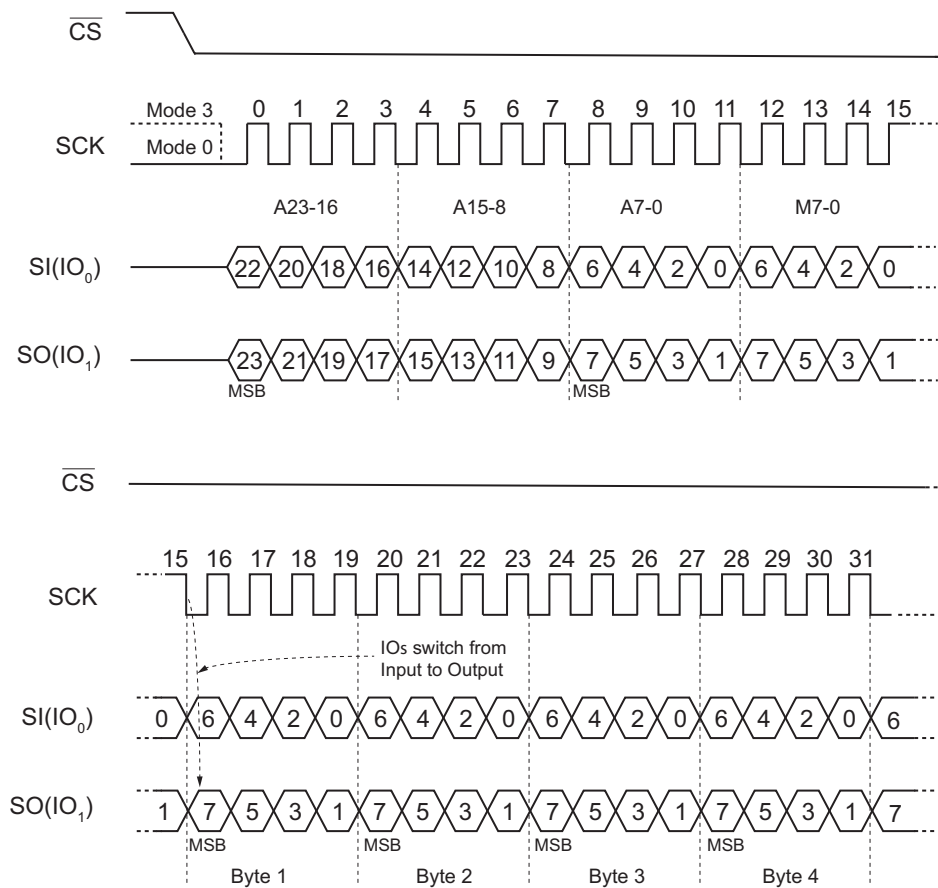 CS
Mode 3 0 1 2 3 4 5 6 7 8 9 10 11 12 13 14 15
SCK Mode 0
A23-16 A15-8 A7-0 M7-0
SI(IO0) 22 20 18 16 14 12 10 8 6 4 2 0 6 4 2 0
SO(IO1) 23 21 19 17 15 13 11 9 7 5 3 1 7 5 3 1
MSB MSB
CS
15 16 17 18 19 20 21 22 23 24 25 26 27 28 29 30 31
SCK
IOs switch from
Input to Output
SI(IO0) 0 6 4 2 0 6 4 2 0 6 4 2 0 6 4 2 0 6
SO(IO1) 1 7 5 3 1 7 5 3 1 7 5 3 1 7 5 3 1 7
MSB MSB MSB MSB
Byte 1 Byte 2 Byte 3 Byte 4